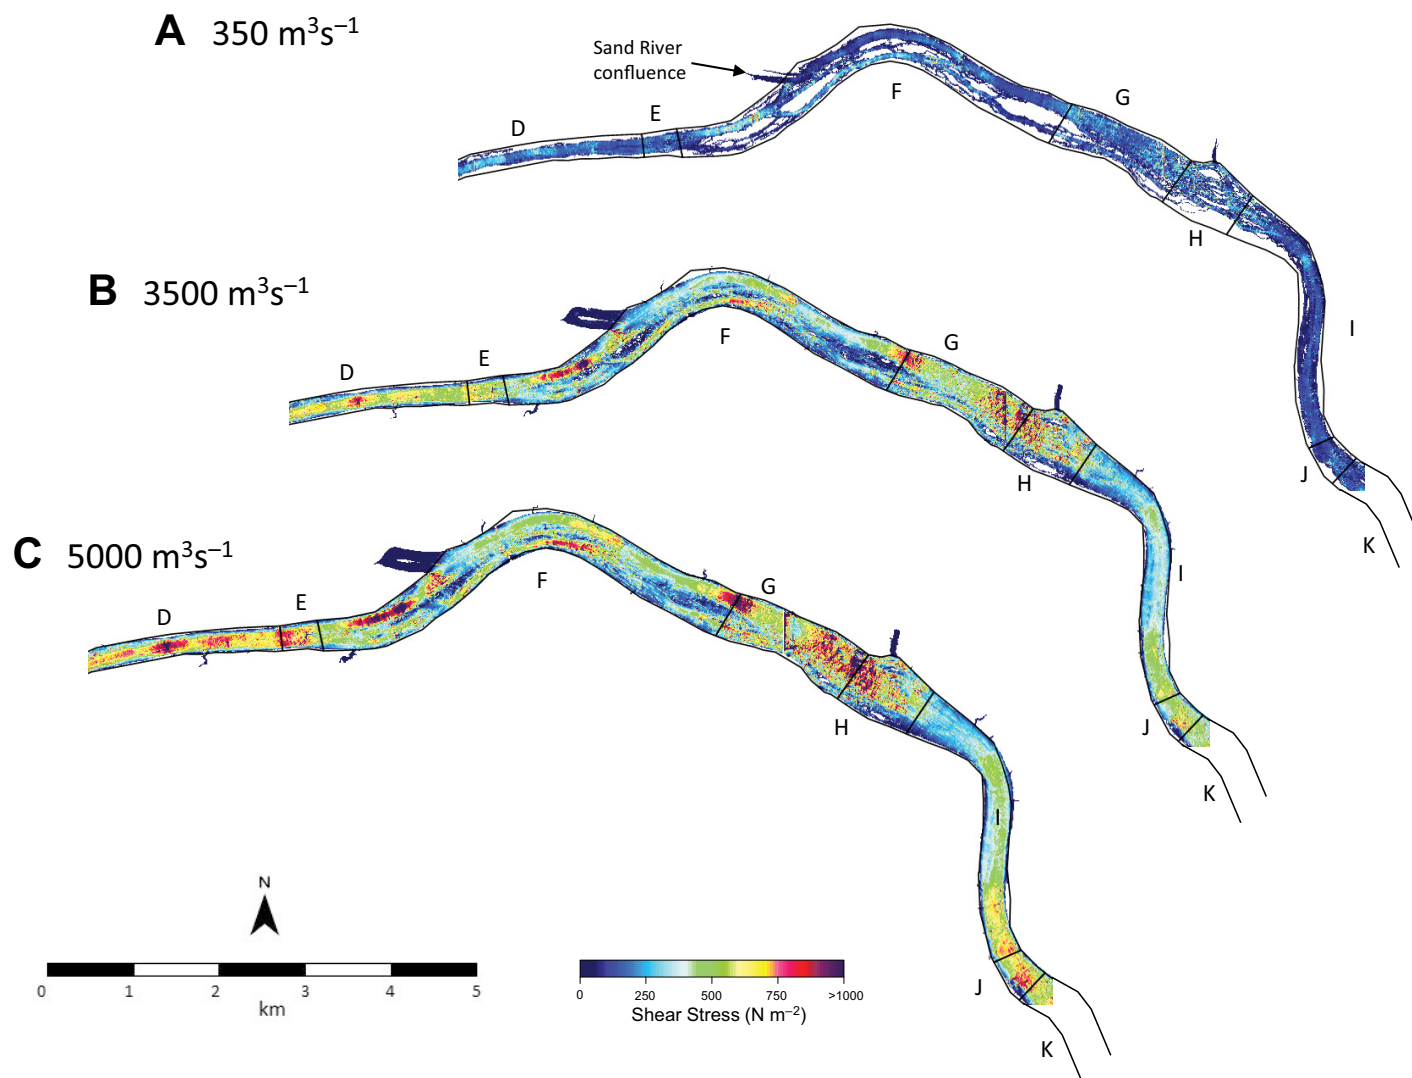 A 350 m³s⁻¹
Sand River
confluence
D
E
F
G
H
I
J
K
B 3500 m³s⁻¹
D
E
F
G
H
I
J
K
C 5000 m³s⁻¹
D
E
F
G
H
I
J
K
N
0 1 2 3 4 5
km
0 250 500 750 >1000
Shear Stress (N m⁻²)